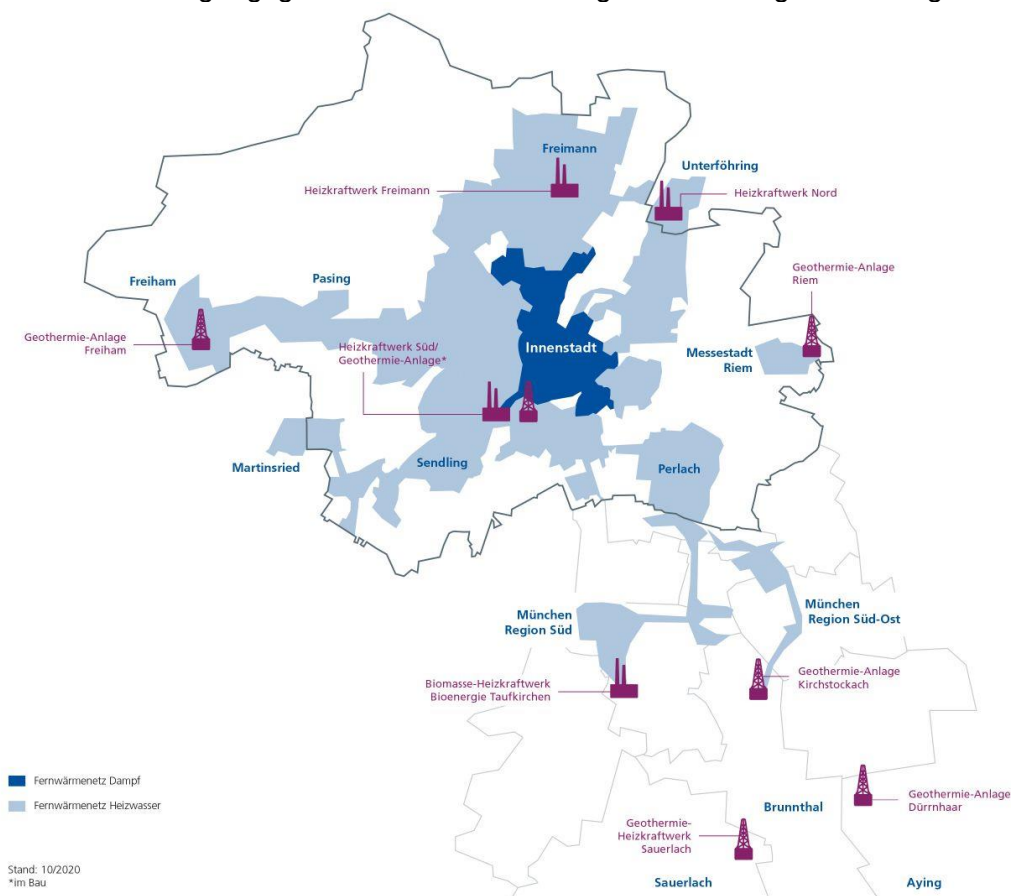 Freimann
Unterföhring
Heizkraftwerk Freimann
Heizkraftwerk Nord
Geothermie-Anlage
Riem
Freiham
Pasing
Geothermie-Anlage
Freiham
Heizkraftwerk Süd/
Geothermie-Anlage*
Innenstadt
Messestadt
Riem
Martinsried
Sendling
Perlach
München
Region Süd
München
Region Süd-Ost
Biomasse-Heizkraftwerk
Bioenergie Taufkirchen
Geothermie-Anlage
Kirchstockach
Fernwärmenetz Dampf
Fernwärmenetz Heizwasser
Geothermie-Anlage
Dürrnhaar
Brunnthal
Geothermie-
Heizkraftwerk
Sauerlach
Stand: 10/2020
*im Bau
Sauerlach
Aying